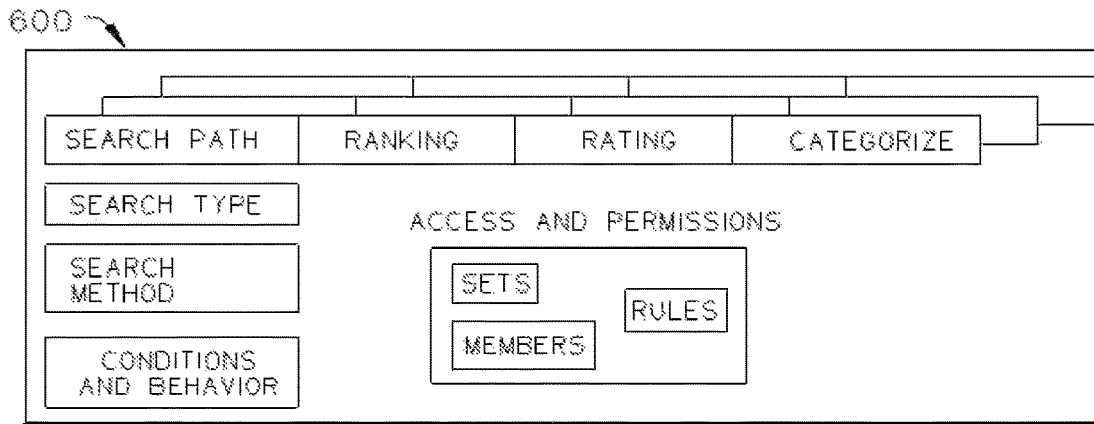 600
SEARCH PATH RANKING RATING CATEGORIZE
SEARCH TYPE
ACCESS AND PERMISSIONS
SEARCH
METHOD
SETS
RULES
MEMBERS
CONDITIONS
AND BEHAVIOR